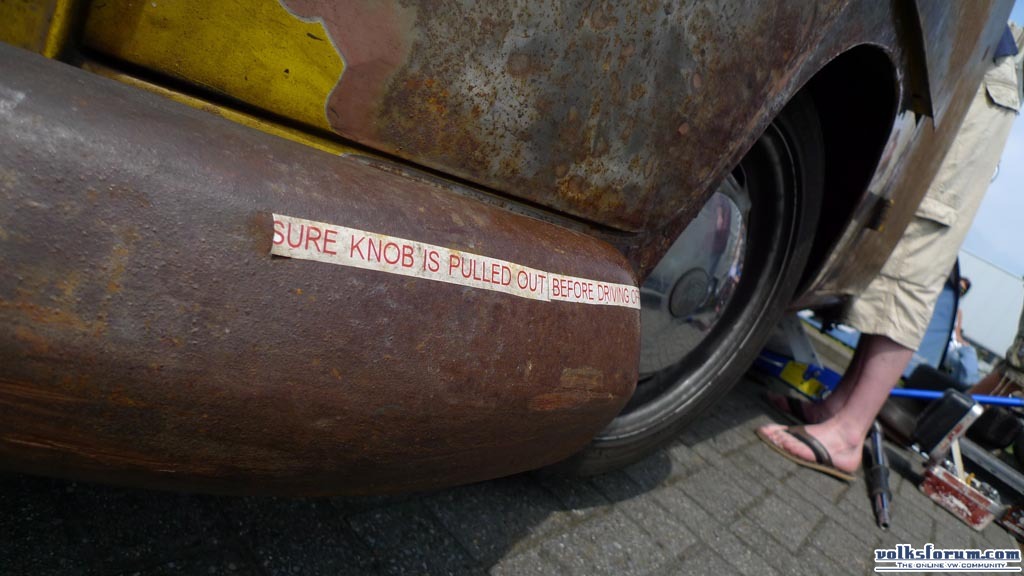 SURE KNOB IS PULLED OUT BEFORE DRIVING
volksforum.com
THE ONLINE VW COMMUNITY